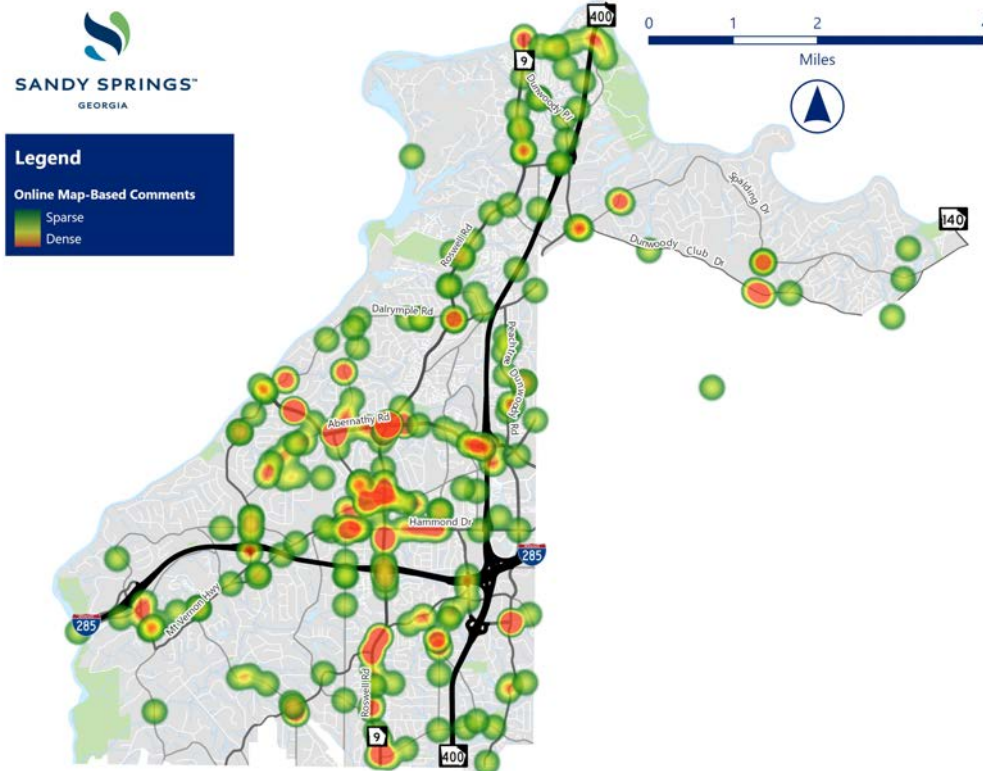 SANDY SPRINGS™
GEORGIA
Legend
Online Map-Based Comments
Sparse
Dense
0 1 2 4
Miles
400
9
Dunwoody Pl
Spalding Dr
140
Roswell Rd
Dunwoody Club Dr
Dalrymple Rd
Peachtree Dunwoody Rd
Abernathy Rd
Hammond Dr
285
Mt Vernon Hwy
285
Roswell Rd
9
400